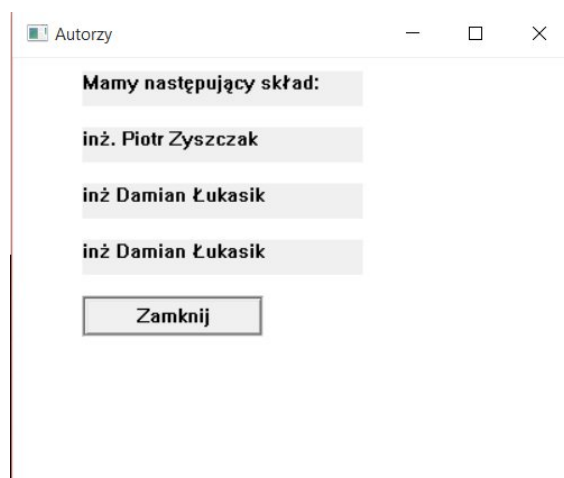 Autorzy
Mamy następujący skład:
inż. Piotr Zyszczak
inż Damian Łukasik
inż Damian Łukasik
Zamknij